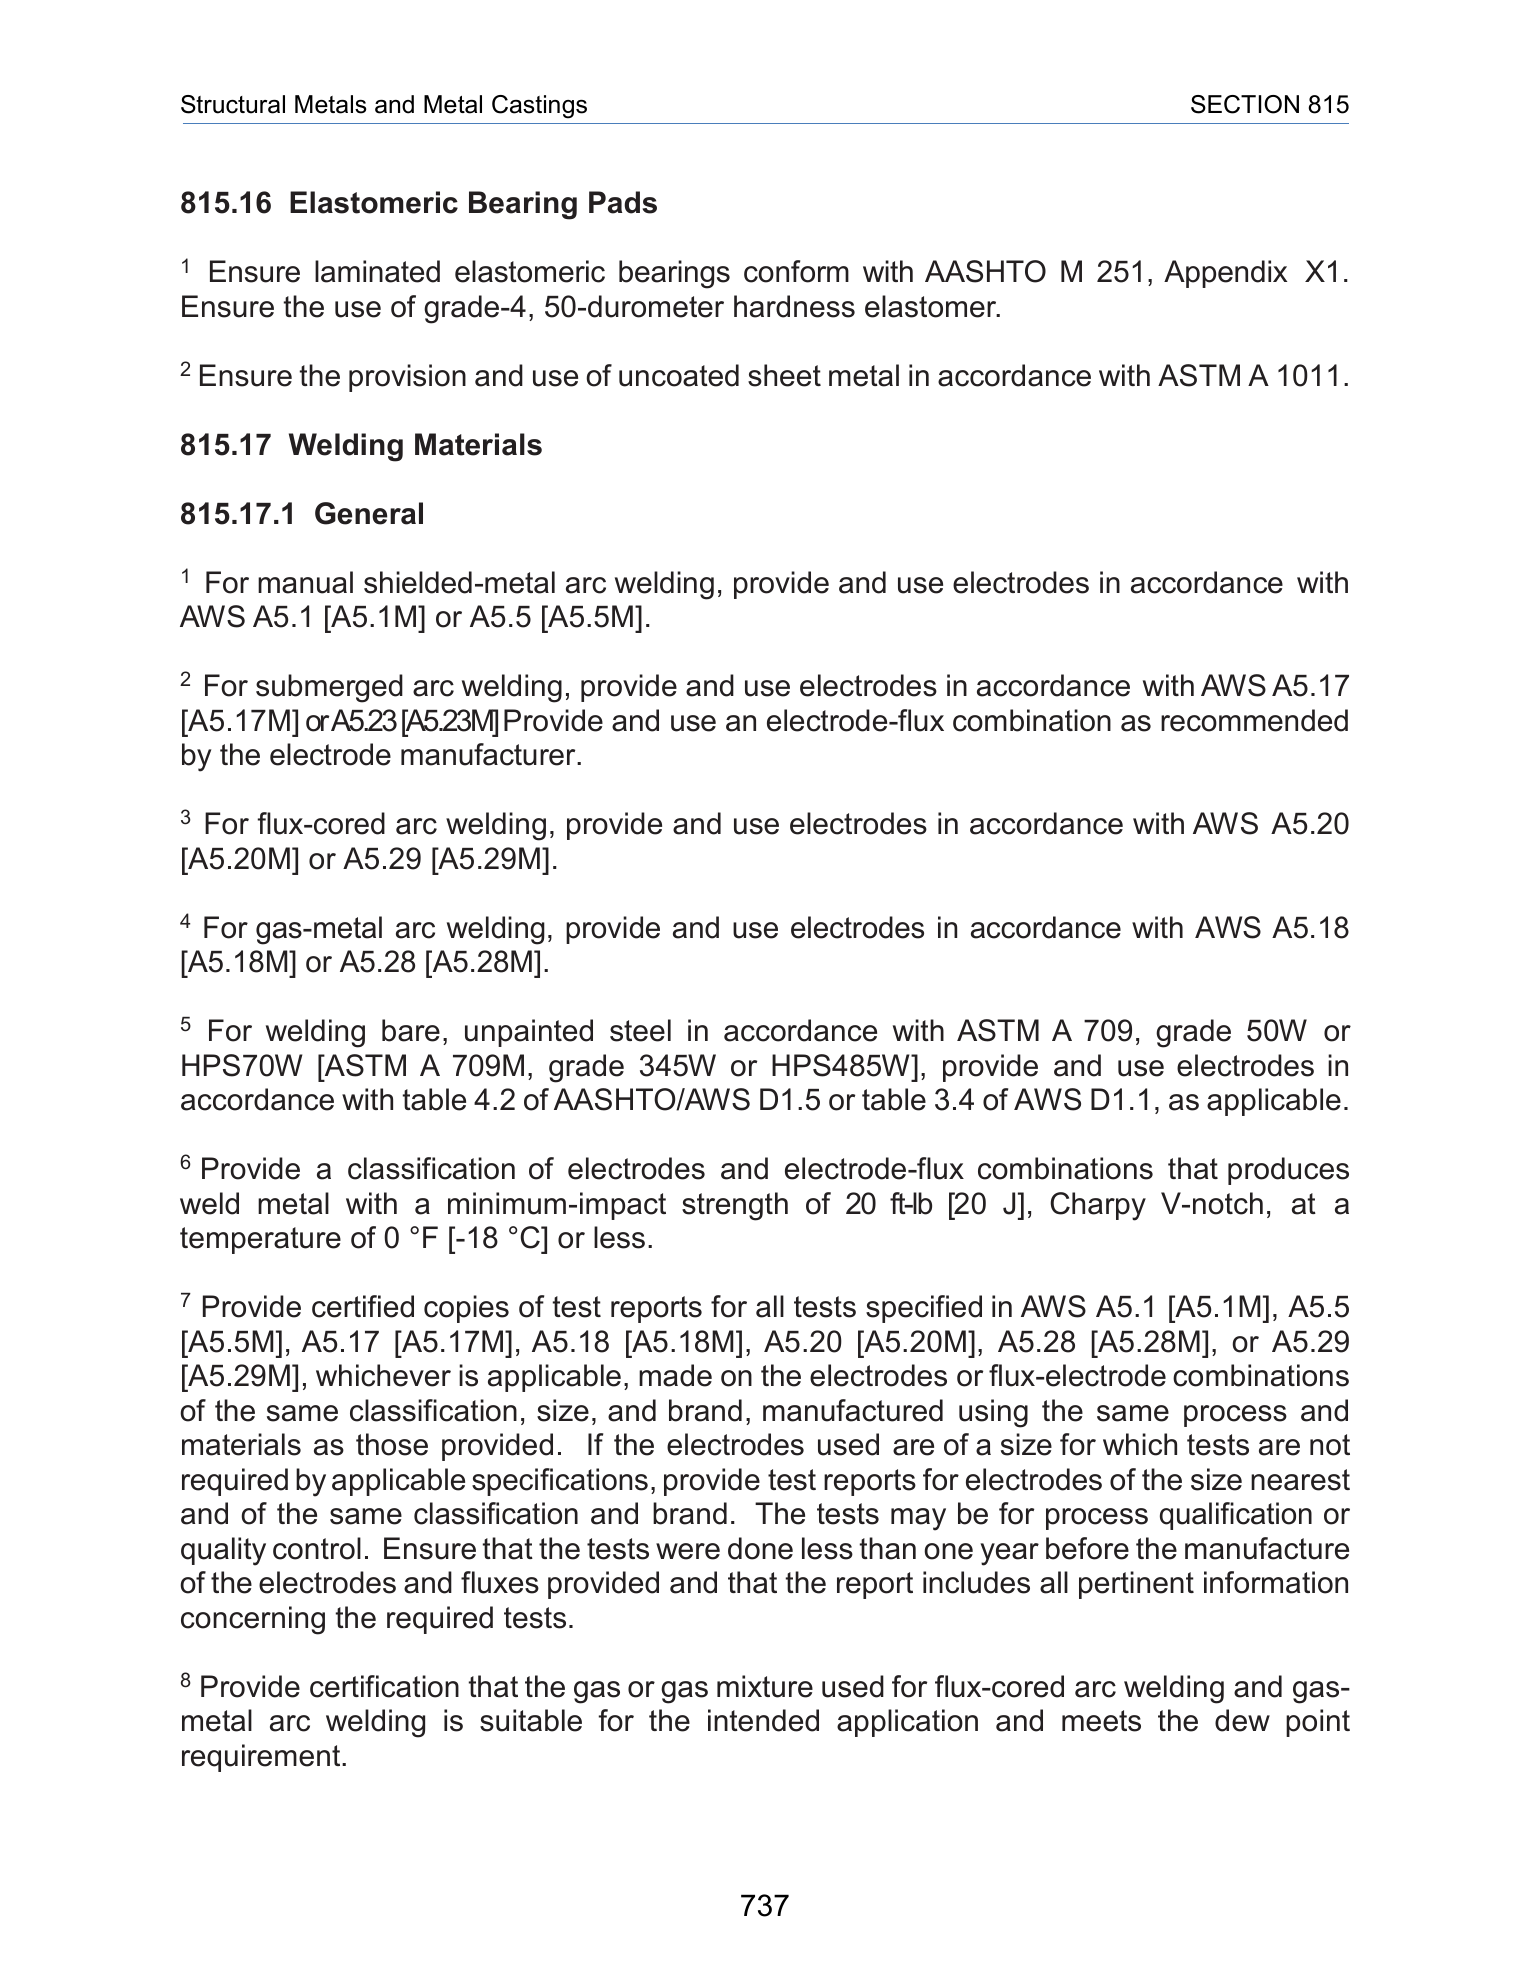 Structural Metals and Metal Castings SECTION 815
815.16 Elastomeric Bearing Pads
1 Ensure laminated elastomeric bearings conform with AASHTO M 251, Appendix X1.
Ensure the use of grade-4, 50-durometer hardness elastomer.
2 Ensure the provision and use of uncoated sheet metal in accordance with ASTM A 1011.
815.17 Welding Materials
815.17.1 General
1 For manual shielded-metal arc welding, provide and use electrodes in accordance with
AWS A5.1 [A5.1M] or A5.5 [A5.5M].
2 For submerged arc welding, provide and use electrodes in accordance with AWS A5.17
[A5.17M] or A5.23 [A5.23M] Provide and use an electrode-flux combination as recommended
by the electrode manufacturer.
3 For flux-cored arc welding, provide and use electrodes in accordance with AWS A5.20
[A5.20M] or A5.29 [A5.29M].
4 For gas-metal arc welding, provide and use electrodes in accordance with AWS A5.18
[A5.18M] or A5.28 [A5.28M].
5 For welding bare, unpainted steel in accordance with ASTM A 709, grade 50W or
HPS70W [ASTM A 709M, grade 345W or HPS485W], provide and use electrodes in
accordance with table 4.2 of AASHTO/AWS D1.5 or table 3.4 of AWS D1.1, as applicable.
6 Provide a classification of electrodes and electrode-flux combinations that produces
weld metal with a minimum-impact strength of 20 ft-lb [20 J], Charpy V-notch, at a
temperature of 0 °F [-18 °C] or less.
7 Provide certified copies of test reports for all tests specified in AWS A5.1 [A5.1M], A5.5
[A5.5M], A5.17 [A5.17M], A5.18 [A5.18M], A5.20 [A5.20M], A5.28 [A5.28M], or A5.29
[A5.29M], whichever is applicable, made on the electrodes or flux-electrode combinations
of the same classification, size, and brand, manufactured using the same process and
materials as those provided. If the electrodes used are of a size for which tests are not
required by applicable specifications, provide test reports for electrodes of the size nearest
and of the same classification and brand. The tests may be for process qualification or
quality control. Ensure that the tests were done less than one year before the manufacture
of the electrodes and fluxes provided and that the report includes all pertinent information
concerning the required tests.
8 Provide certification that the gas or gas mixture used for flux-cored arc welding and gas-
metal arc welding is suitable for the intended application and meets the dew point
requirement.
737